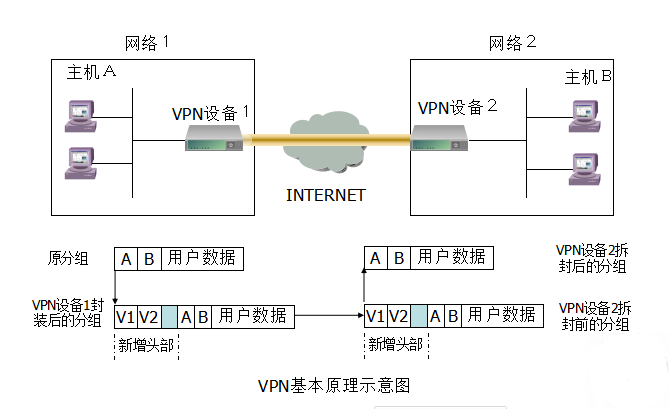 网络1
网络2
主机A
主机B
VPN设备1
VPN设备2
INTERNET
原分组
A B 用户数据
A B 用户数据
VPN设备2拆
封后的分组
VPN设备1封
装后的分组
V1 V2 A B 用户数据
V1 V2 A B 用户数据
VPN设备2拆
封前的分组
新增头部
新增头部
VPN基本原理示意图